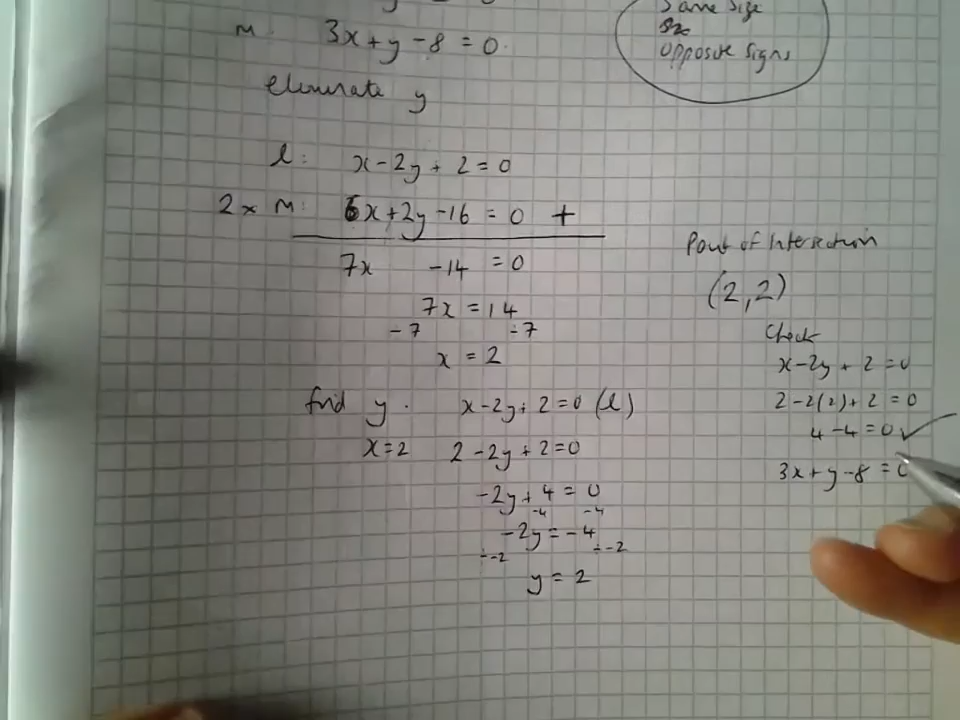 m: 3x+y-8=0.
eliminate y
l: x-2y+2=0
2 x m: 6x+2y-16=0 +
7x -14=0
7x=14
÷7 ÷7
x=2
find y. x-2y+2=0 (l)
x=2 2-2y+2=0
-2y+4=0
-4 -4
-2y=-4
÷-2 ÷-2
y=2
Same size
opposite signs
Point of Intersection
(2,2)
Check
x-2y+2=0
2-2(2)+2=0
4-4=0✓
3x+y-8=0